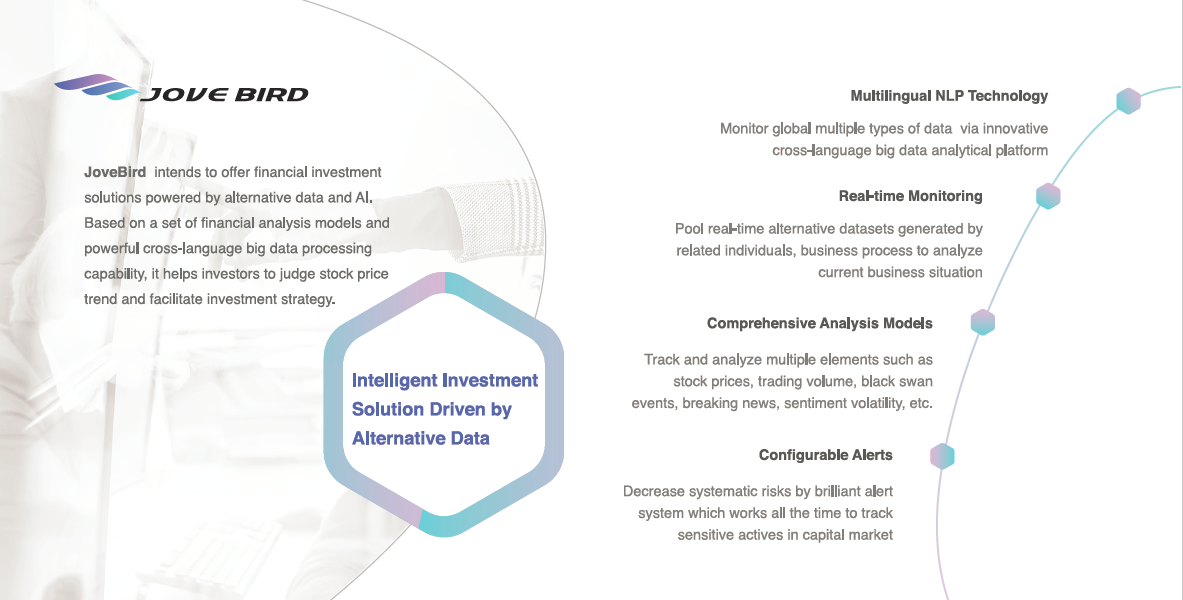 JOVE BIRD
JoveBird intends to offer financial investment
solutions powered by alternative data and AI.
Based on a set of financial analysis models and
powerful cross-language big data processing
capability, it helps investors to judge stock price
trend and facilitate investment strategy.
Intelligent Investment
Solution Driven by
Alternative Data
Multilingual NLP Technology
Monitor global multiple types of data via innovative
cross-language big data analytical platform
Real-time Monitoring
Pool real-time alternative datasets generated by
related individuals, business process to analyze
current business situation
Comprehensive Analysis Models
Track and analyze multiple elements such as
stock prices, trading volume, black swan
events, breaking news, sentiment volatility, etc.
Configurable Alerts
Decrease systematic risks by brilliant alert
system which works all the time to track
sensitive actives in capital market